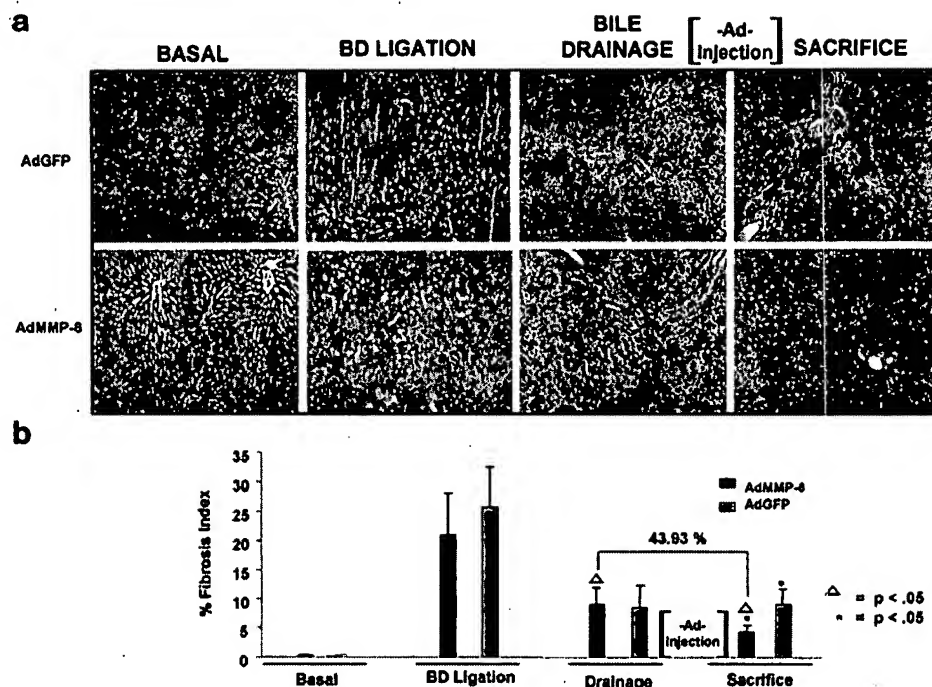 a
BASAL
BD LIGATION
BILE DRAINAGE
[-Ad- Injection]
SACRIFICE
AdGFP
AdMMP-8
b
% Fibrosis Index
35
30
25
20
15
10
5
0
AdMMP-8
AdGFP
43.93 %
Δ
Δ
*
*
[-Ad- Injection]
Δ = p < .05
* = p < .05
Basal
BD Ligation
Drainage
Sacrifice